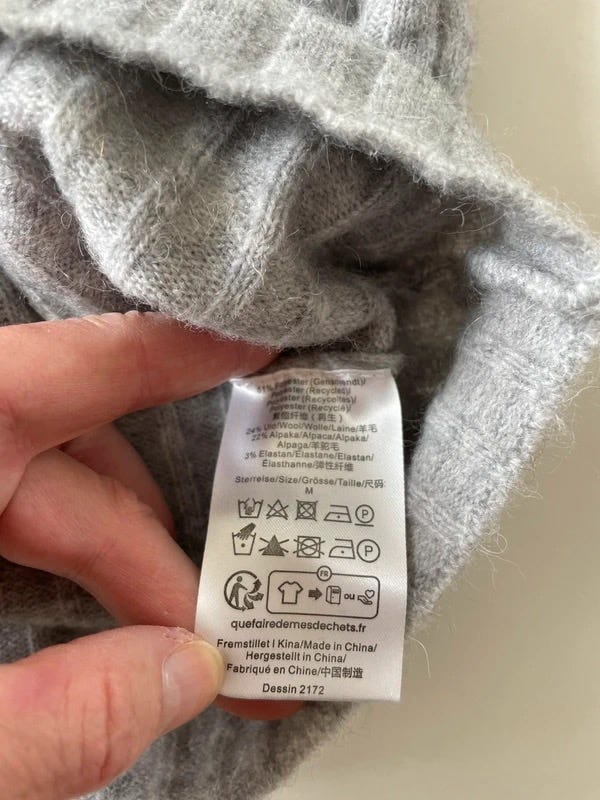 51% Polyester (Genanvendt)/
Polyester (Recycled)/
Polyester (Recyceltes)/
Polyester (Recyclé)/
聚酯纤维（再生）
24% Uld/Wool/Wolle/Laine/羊毛
22% Alpaka/Alpaca/Alpaka/
Alpaga/羊驼毛
3% Elastan/Elastane/Elastan/
Élasthanne/弹性纤维
Størrelse/Size/Grösse/Taille/尺码:
M
P
P
FR
ou
quefairedemesdechets.fr
Fremstillet I Kina/Made in China/
Hergestellt in China/
Fabriqué en Chine/中国制造
Dessin 2172